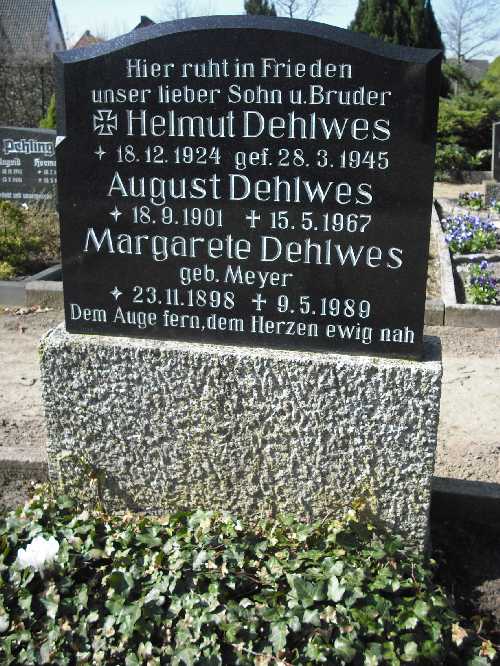 Hier ruht in Frieden
unser lieber Sohn u. Bruder
Helmut Dehlwes
18.12.1924 gef. 28.3.1945
August Dehlwes
18.9.1901 + 15.5.1967
Margarete Dehlwes
geb. Meyer
23.11.1898 + 9.5.1989
Dem Auge fern, dem Herzen ewig nah
Pehling